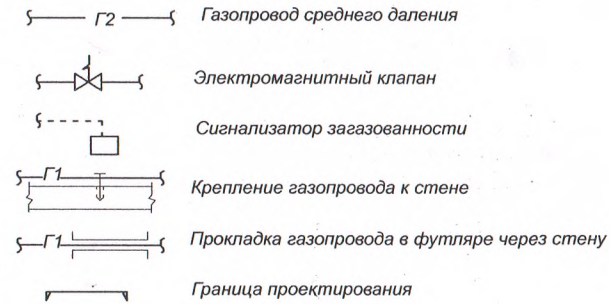 Г2 Газопровод среднего даления
Электромагнитный клапан
Сигнализатор загазованности
Г1 Крепление газопровода к стене
Г1 Прокладка газопровода в футляре через стену
Граница проектирования